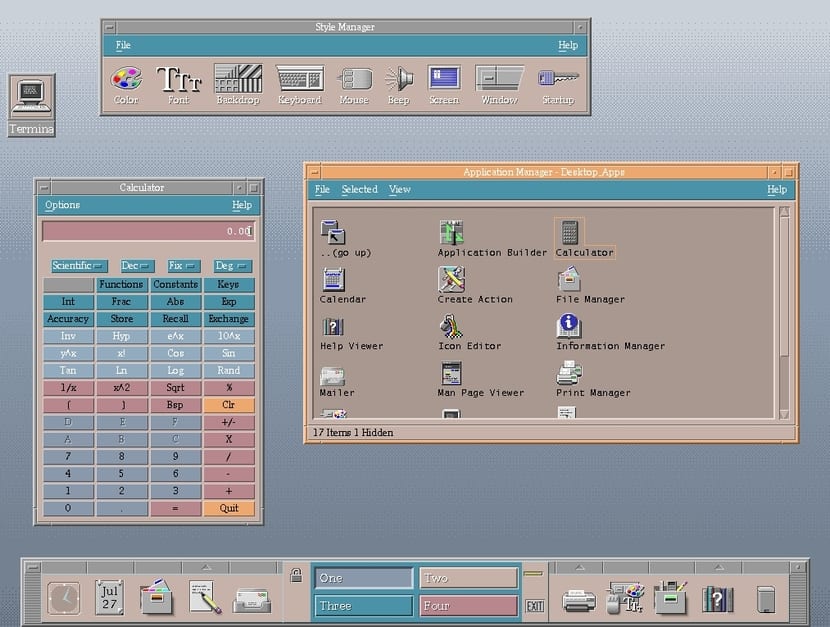 Style Manager
File Help
Color Font Backdrop Keyboard Mouse Beep Screen Window Startup
Termina
Calculator
Options Help
0.00
Scientific Dec Fix Deg
Functions Constants Keys
Int Frac Abs Exp
Accuracy Store Recall Exchange
Inv Hyp e^x 10^x
y^x x! Cos Sin
Tan Ln Log Rand
1/x x^2 Sqrt %
( ) Bsp Clr
D E F +/-
A B C X
7 8 9 /
4 5 6 -
1 2 3 +
0 . = Quit
Application Manager - Desktop_Apps
File Selected View Help
..(go up) Application Builder Calculator
Calendar Create Action File Manager
Help Viewer Icon Editor Information Manager
Mailer Man Page Viewer Print Manager
17 Items 1 Hidden
Jul
27
One Two
Three Four
EXIT